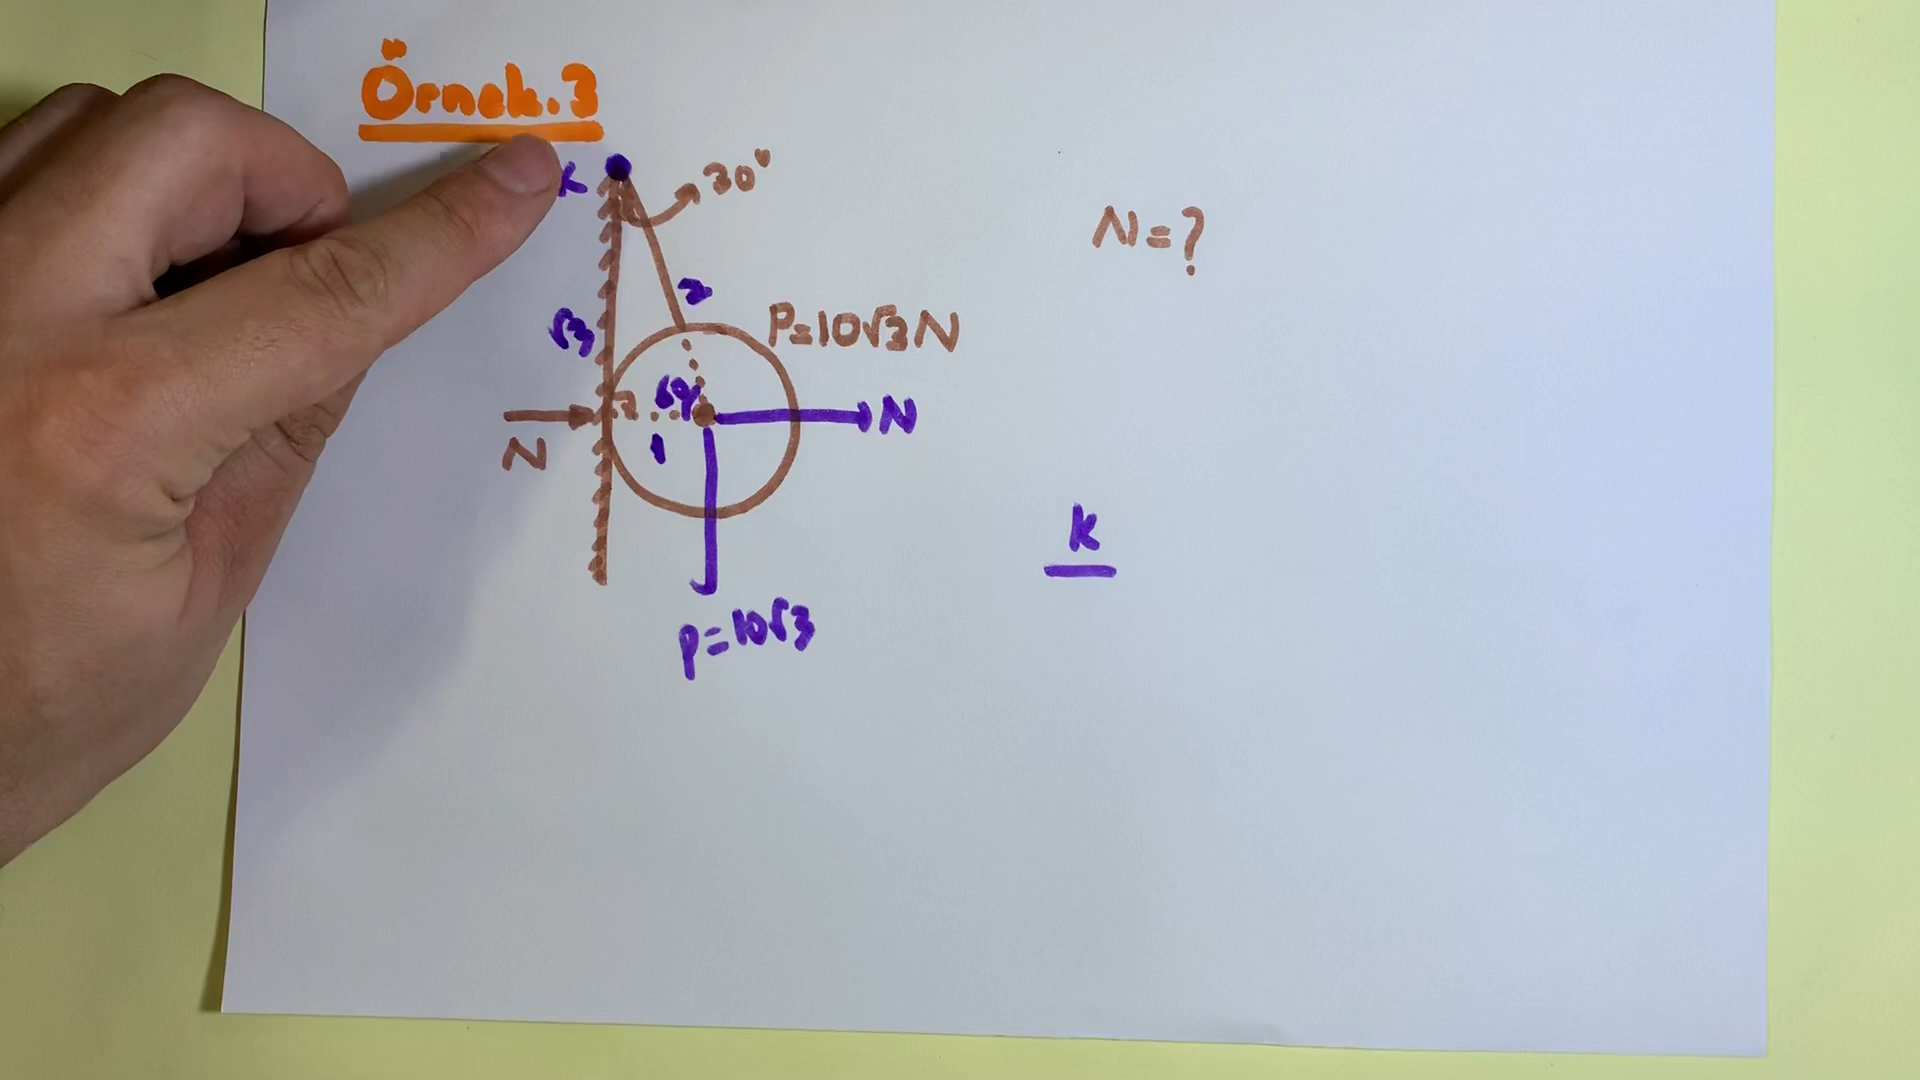 Örnek.3
K
30°
N=?
2
√3
P=10√3N
60°
N
1
N
K
P=10√3